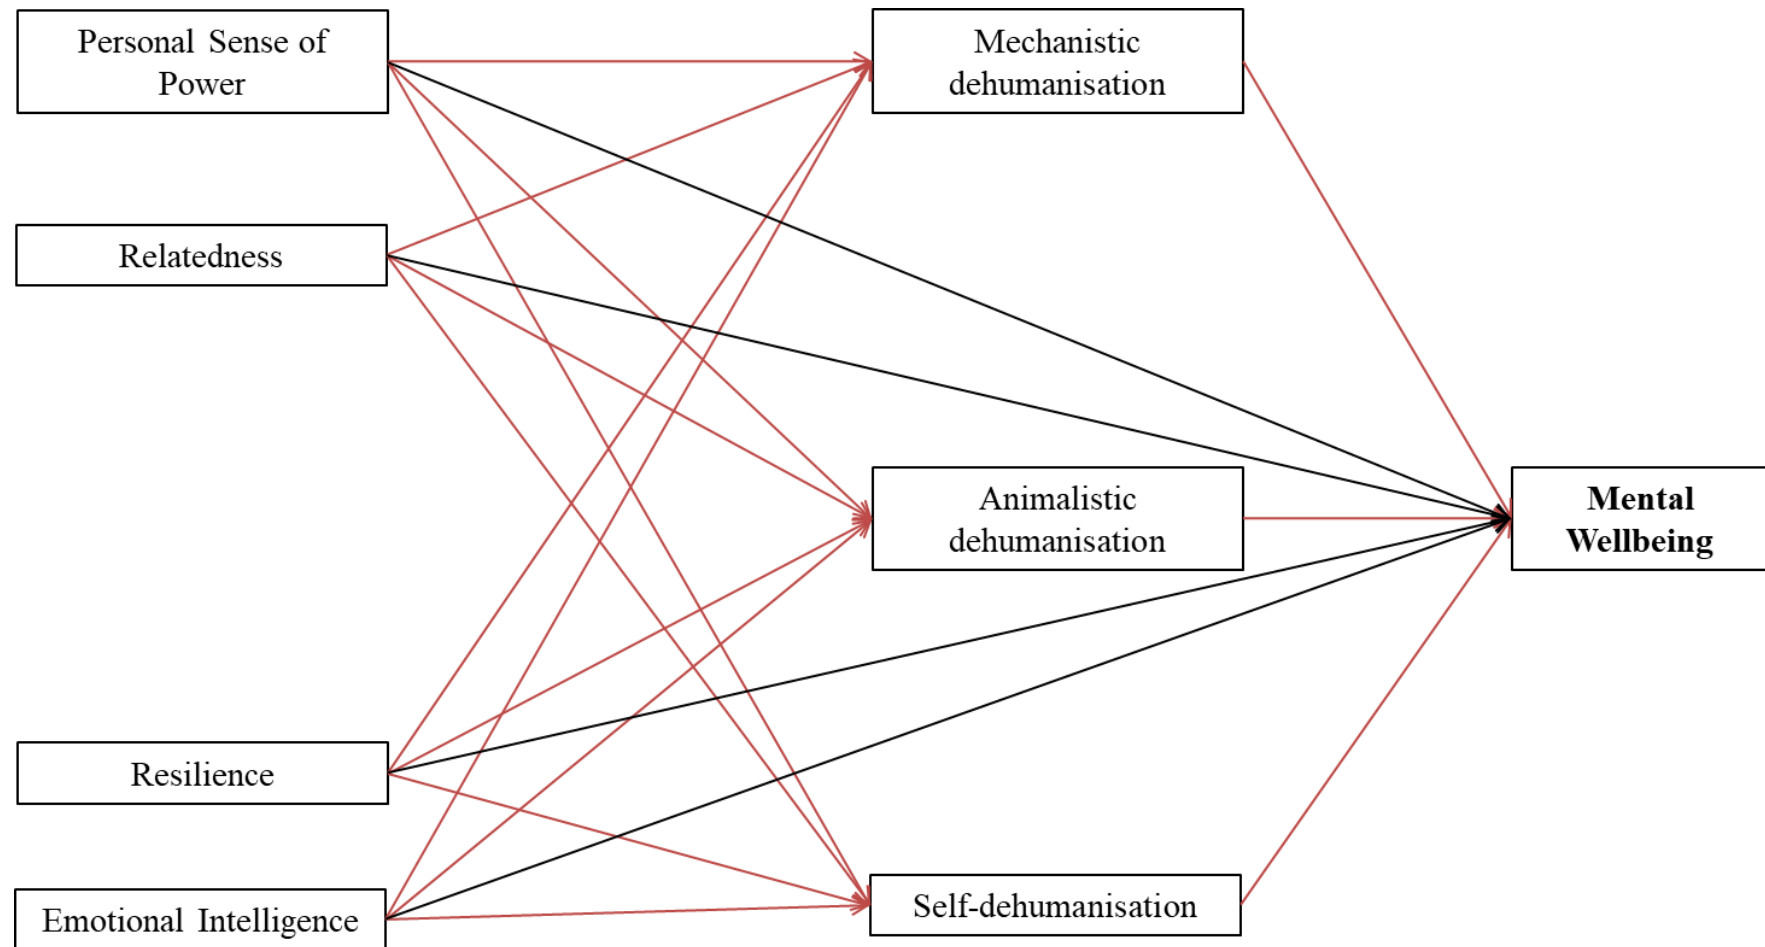 Personal Sense of
Power
Mechanistic
dehumanisation
Relatedness
Animalistic
dehumanisation
Mental
Wellbeing
Resilience
Self-dehumanisation
Emotional Intelligence